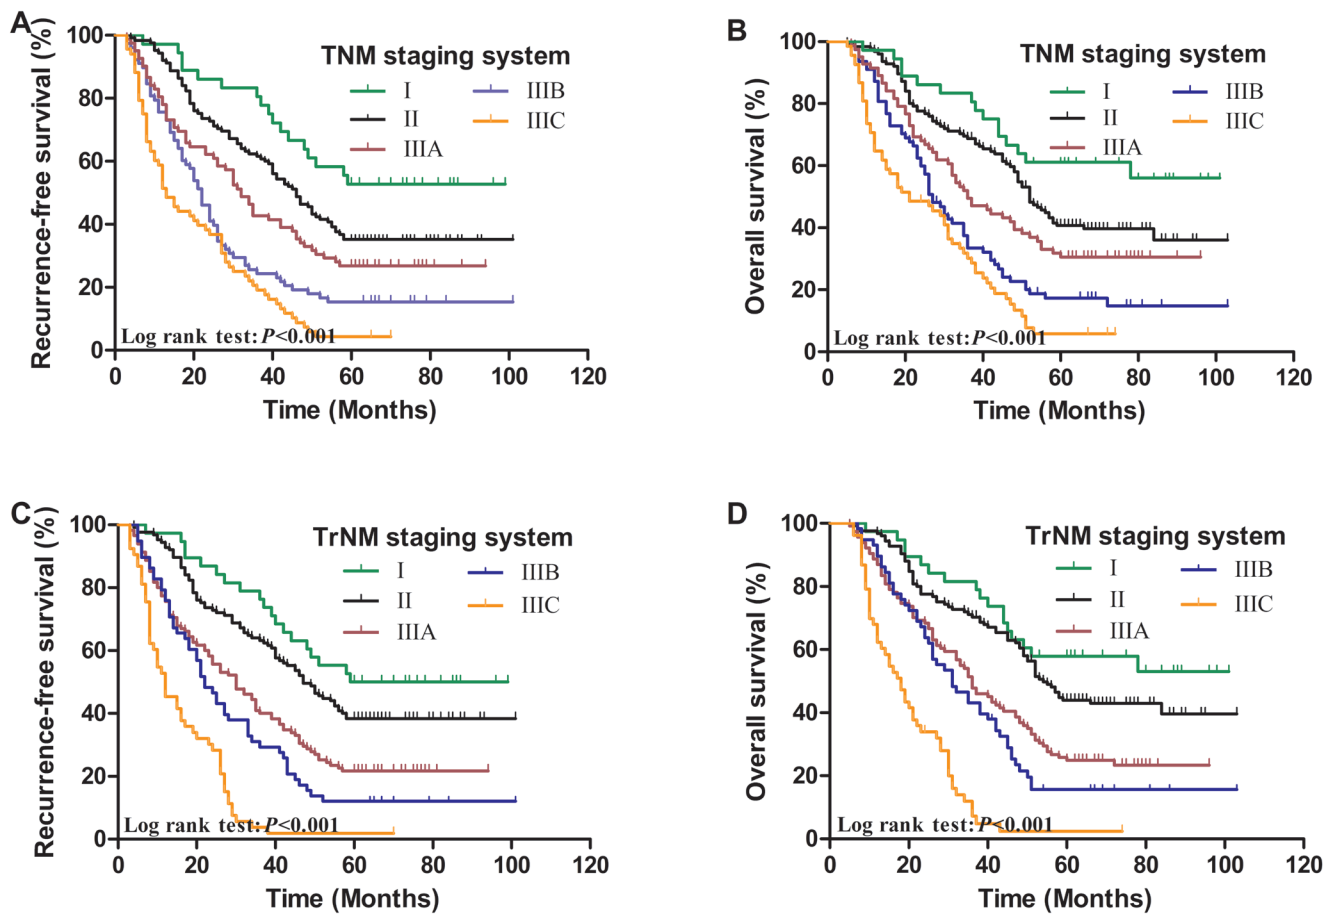 A
Recurrence-free survival (%)
TNM staging system
I
II
IIIA
IIIB
IIIC
100
80
60
40
20
0
Log rank test: P<0.001
0 20 40 60 80 100 120
Time (Months)
B
Overall survival (%)
TNM staging system
I
II
IIIA
IIIB
IIIC
100
80
60
40
20
0
Log rank test: P<0.001
0 20 40 60 80 100 120
Time (Months)
C
Recurrence-free survival (%)
TrNM staging system
I
II
IIIA
IIIB
IIIC
100
80
60
40
20
0
Log rank test: P<0.001
0 20 40 60 80 100 120
Time (Months)
D
Overall survival (%)
TrNM staging system
I
II
IIIA
IIIB
IIIC
100
80
60
40
20
0
Log rank test: P<0.001
0 20 40 60 80 100 120
Time (Months)